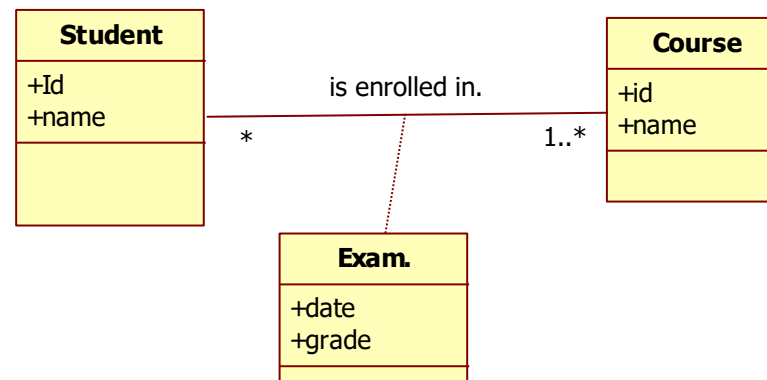 Student
+Id
+name
is enrolled in.
*
1..*
Course
+id
+name
Exam.
+date
+grade